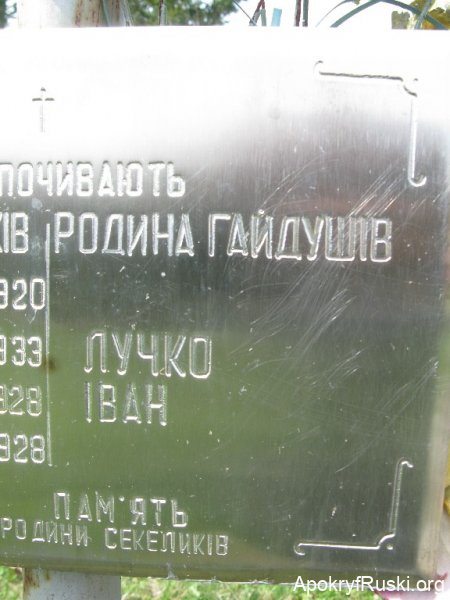 ПОЧИВАЮТЬ
КІВ РОДИНА ГАЙДУШІВ
920
933 ЛУЧКО
928 ІВАН
928
ПАМ'ЯТЬ
РОДИНИ СЕКЕЛИКІВ
ApokryfRuski.org